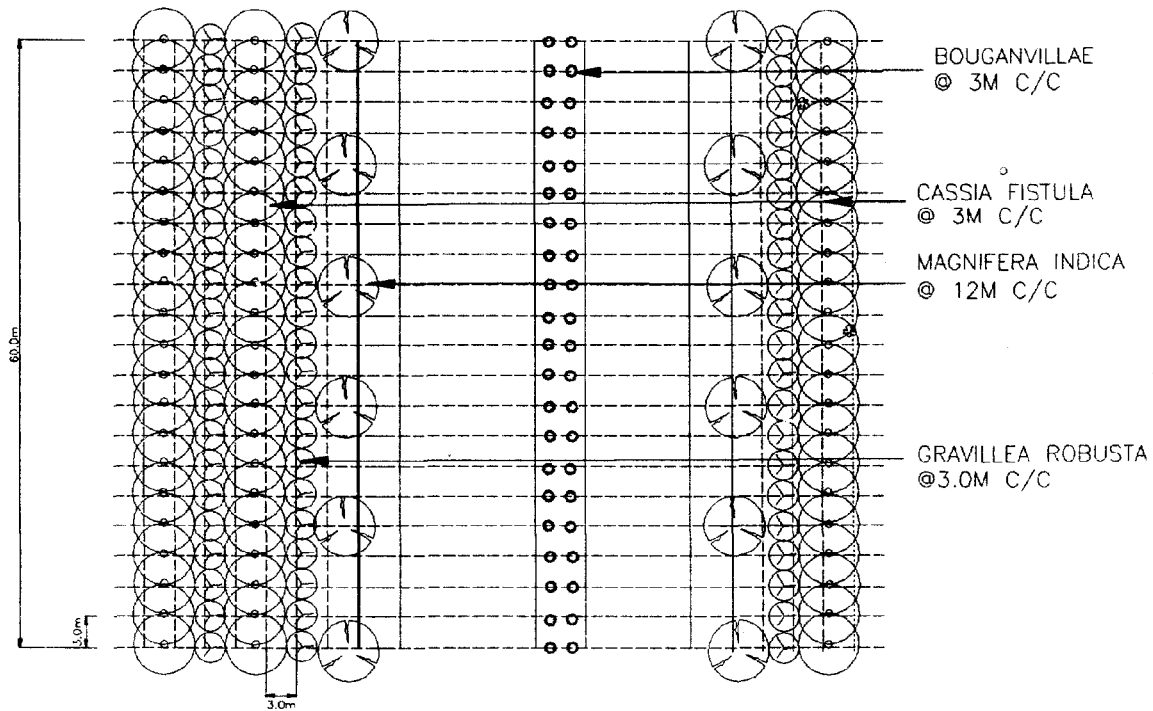 BOUGANVILLAE
@ 3M C/C
CASSIA FISTULA
@ 3M C/C
MAGNIFERA INDICA
@ 12M C/C
60.0m
GRAVILLEA ROBUSTA
@3.0M C/C
3.0m
3.0m